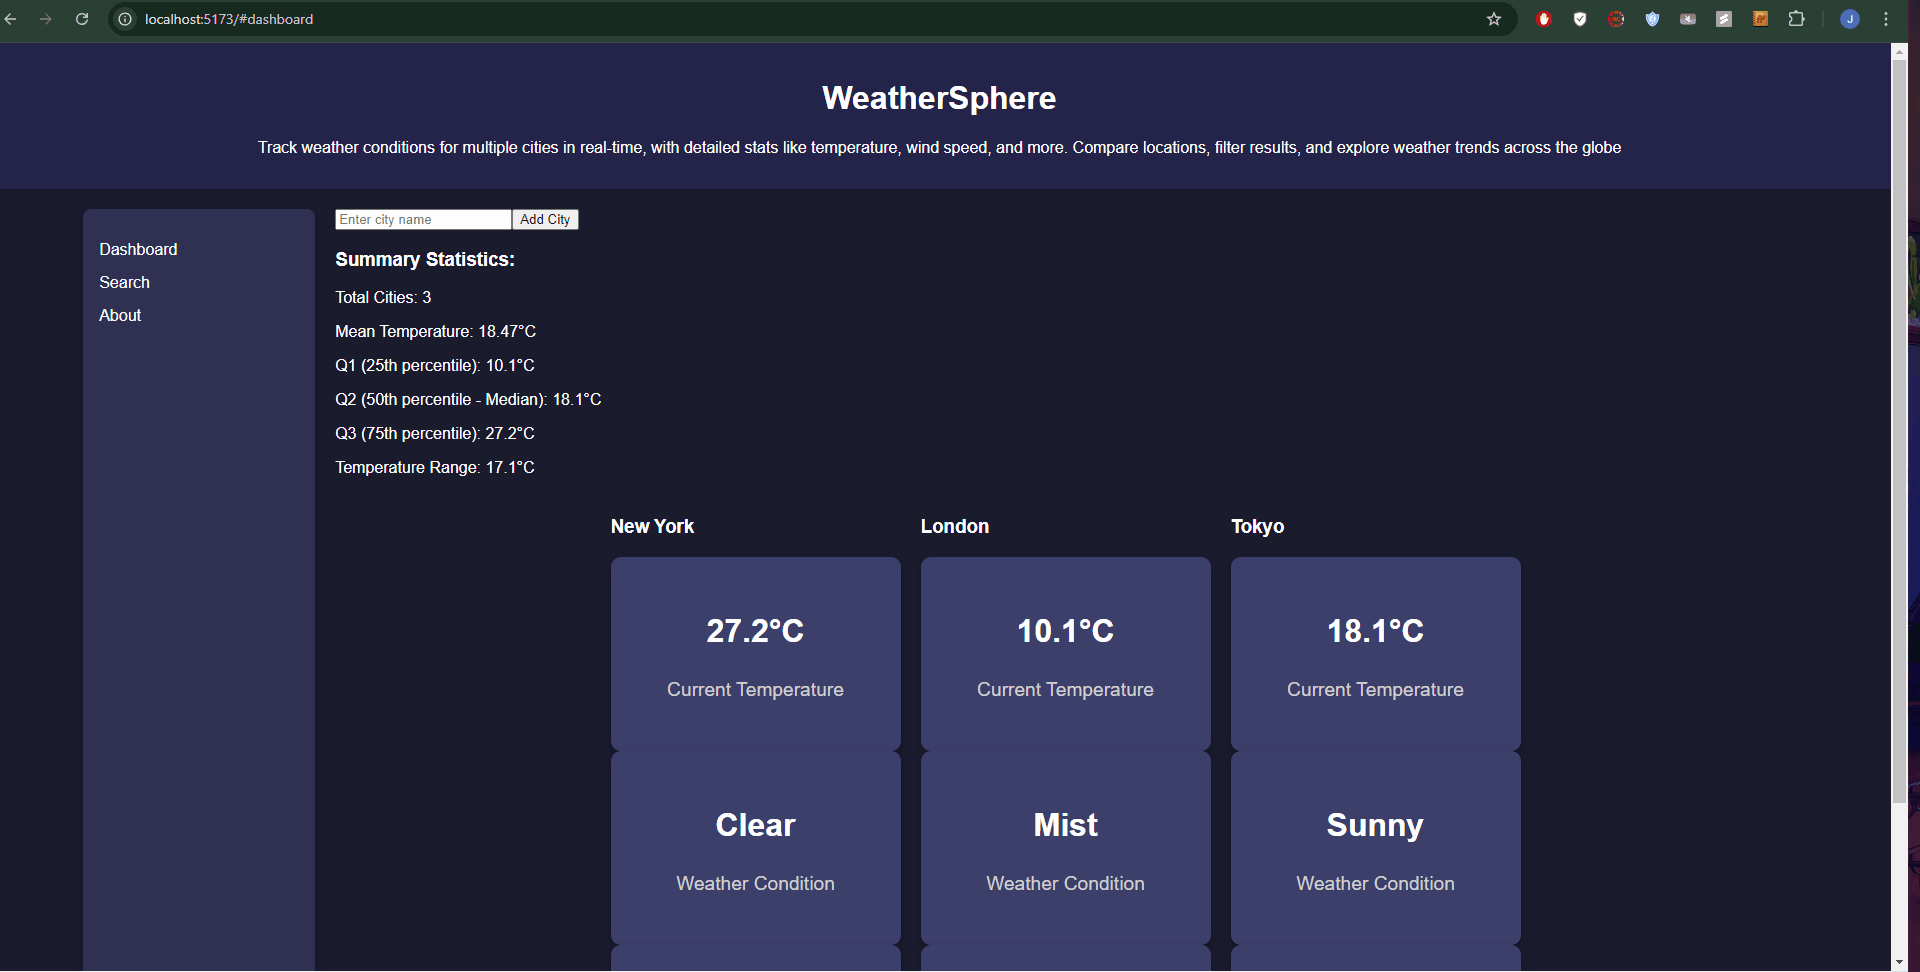 localhost:5173/#dashboard
J
WeatherSphere
Track weather conditions for multiple cities in real-time, with detailed stats like temperature, wind speed, and more. Compare locations, filter results, and explore weather trends across the globe
Dashboard
Search
About
Enter city name
Add City
Summary Statistics:
Total Cities: 3
Mean Temperature: 18.47°C
Q1 (25th percentile): 10.1°C
Q2 (50th percentile - Median): 18.1°C
Q3 (75th percentile): 27.2°C
Temperature Range: 17.1°C
New York
London
Tokyo
27.2°C
10.1°C
18.1°C
Current Temperature
Current Temperature
Current Temperature
Clear
Mist
Sunny
Weather Condition
Weather Condition
Weather Condition